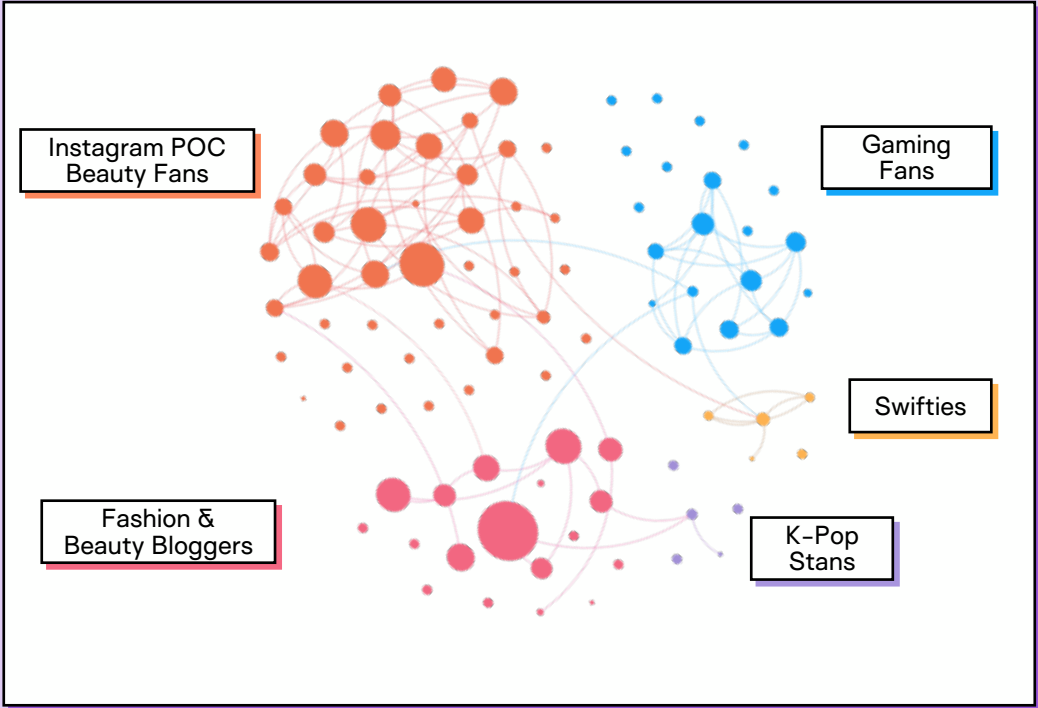 Instagram POC
Beauty Fans
Gaming
Fans
Swifties
Fashion &
Beauty Bloggers
K-Pop
Stans